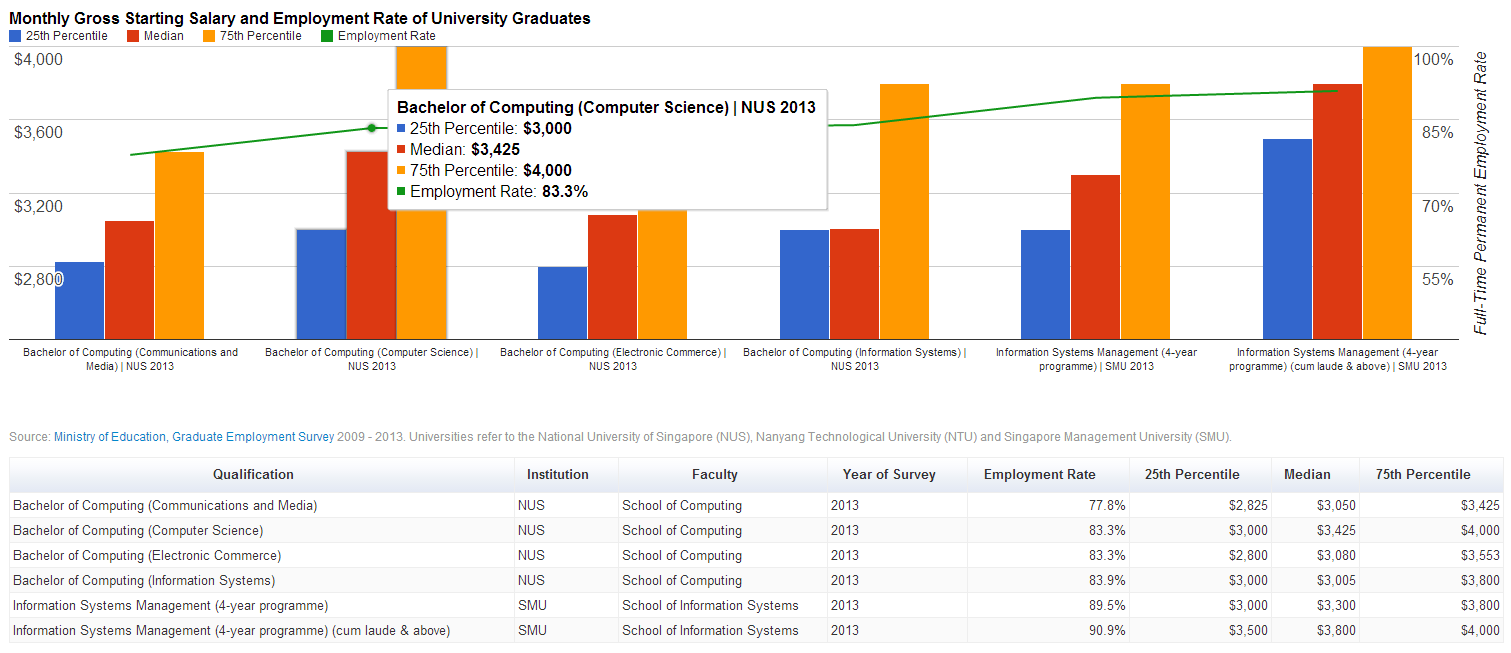 Monthly Gross Starting Salary and Employment Rate of University Graduates
25th Percentile Median 75th Percentile Employment Rate
$4,000 100%
Bachelor of Computing (Computer Science) | NUS 2013
25th Percentile: $3,000
$3,600 85%
Median: $3,425
75th Percentile: $4,000
Employment Rate: 83.3%
$3,200 70%
$2,800 55%
Full-Time Permanent Employment Rate
Bachelor of Computing (Communications and
Media) | NUS 2013
Bachelor of Computing (Computer Science) |
NUS 2013
Bachelor of Computing (Electronic Commerce) |
NUS 2013
Bachelor of Computing (Information Systems) |
NUS 2013
Information Systems Management (4-year
programme) | SMU 2013
Information Systems Management (4-year
programme) (cum laude & above) | SMU 2013
Source: Ministry of Education, Graduate Employment Survey 2009 - 2013. Universities refer to the National University of Singapore (NUS), Nanyang Technological University (NTU) and Singapore Management University (SMU).
Qualification Institution Faculty Year of Survey Employment Rate 25th Percentile Median 75th Percentile
Bachelor of Computing (Communications and Media) NUS School of Computing 2013 77.8% $2,825 $3,050 $3,425
Bachelor of Computing (Computer Science) NUS School of Computing 2013 83.3% $3,000 $3,425 $4,000
Bachelor of Computing (Electronic Commerce) NUS School of Computing 2013 83.3% $2,800 $3,080 $3,553
Bachelor of Computing (Information Systems) NUS School of Computing 2013 83.9% $3,000 $3,005 $3,800
Information Systems Management (4-year programme) SMU School of Information Systems 2013 89.5% $3,000 $3,300 $3,800
Information Systems Management (4-year programme) (cum laude & above) SMU School of Information Systems 2013 90.9% $3,500 $3,800 $4,000